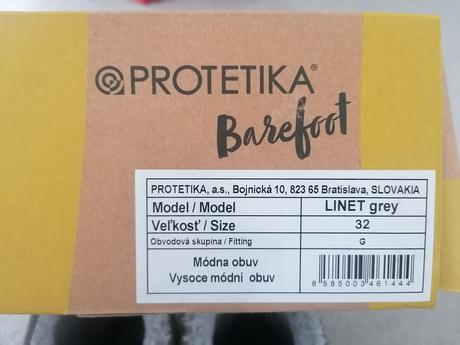 PROTETIKA®
Barefoot
PROTETIKA, a.s., Bojnická 10, 823 65 Bratislava, SLOVAKIA
Model / Model LINET grey
Veľkosť / Size 32
Obvodová skupina / Fitting G
Módna obuv
Vysoce módní obuv
8 585003 461444